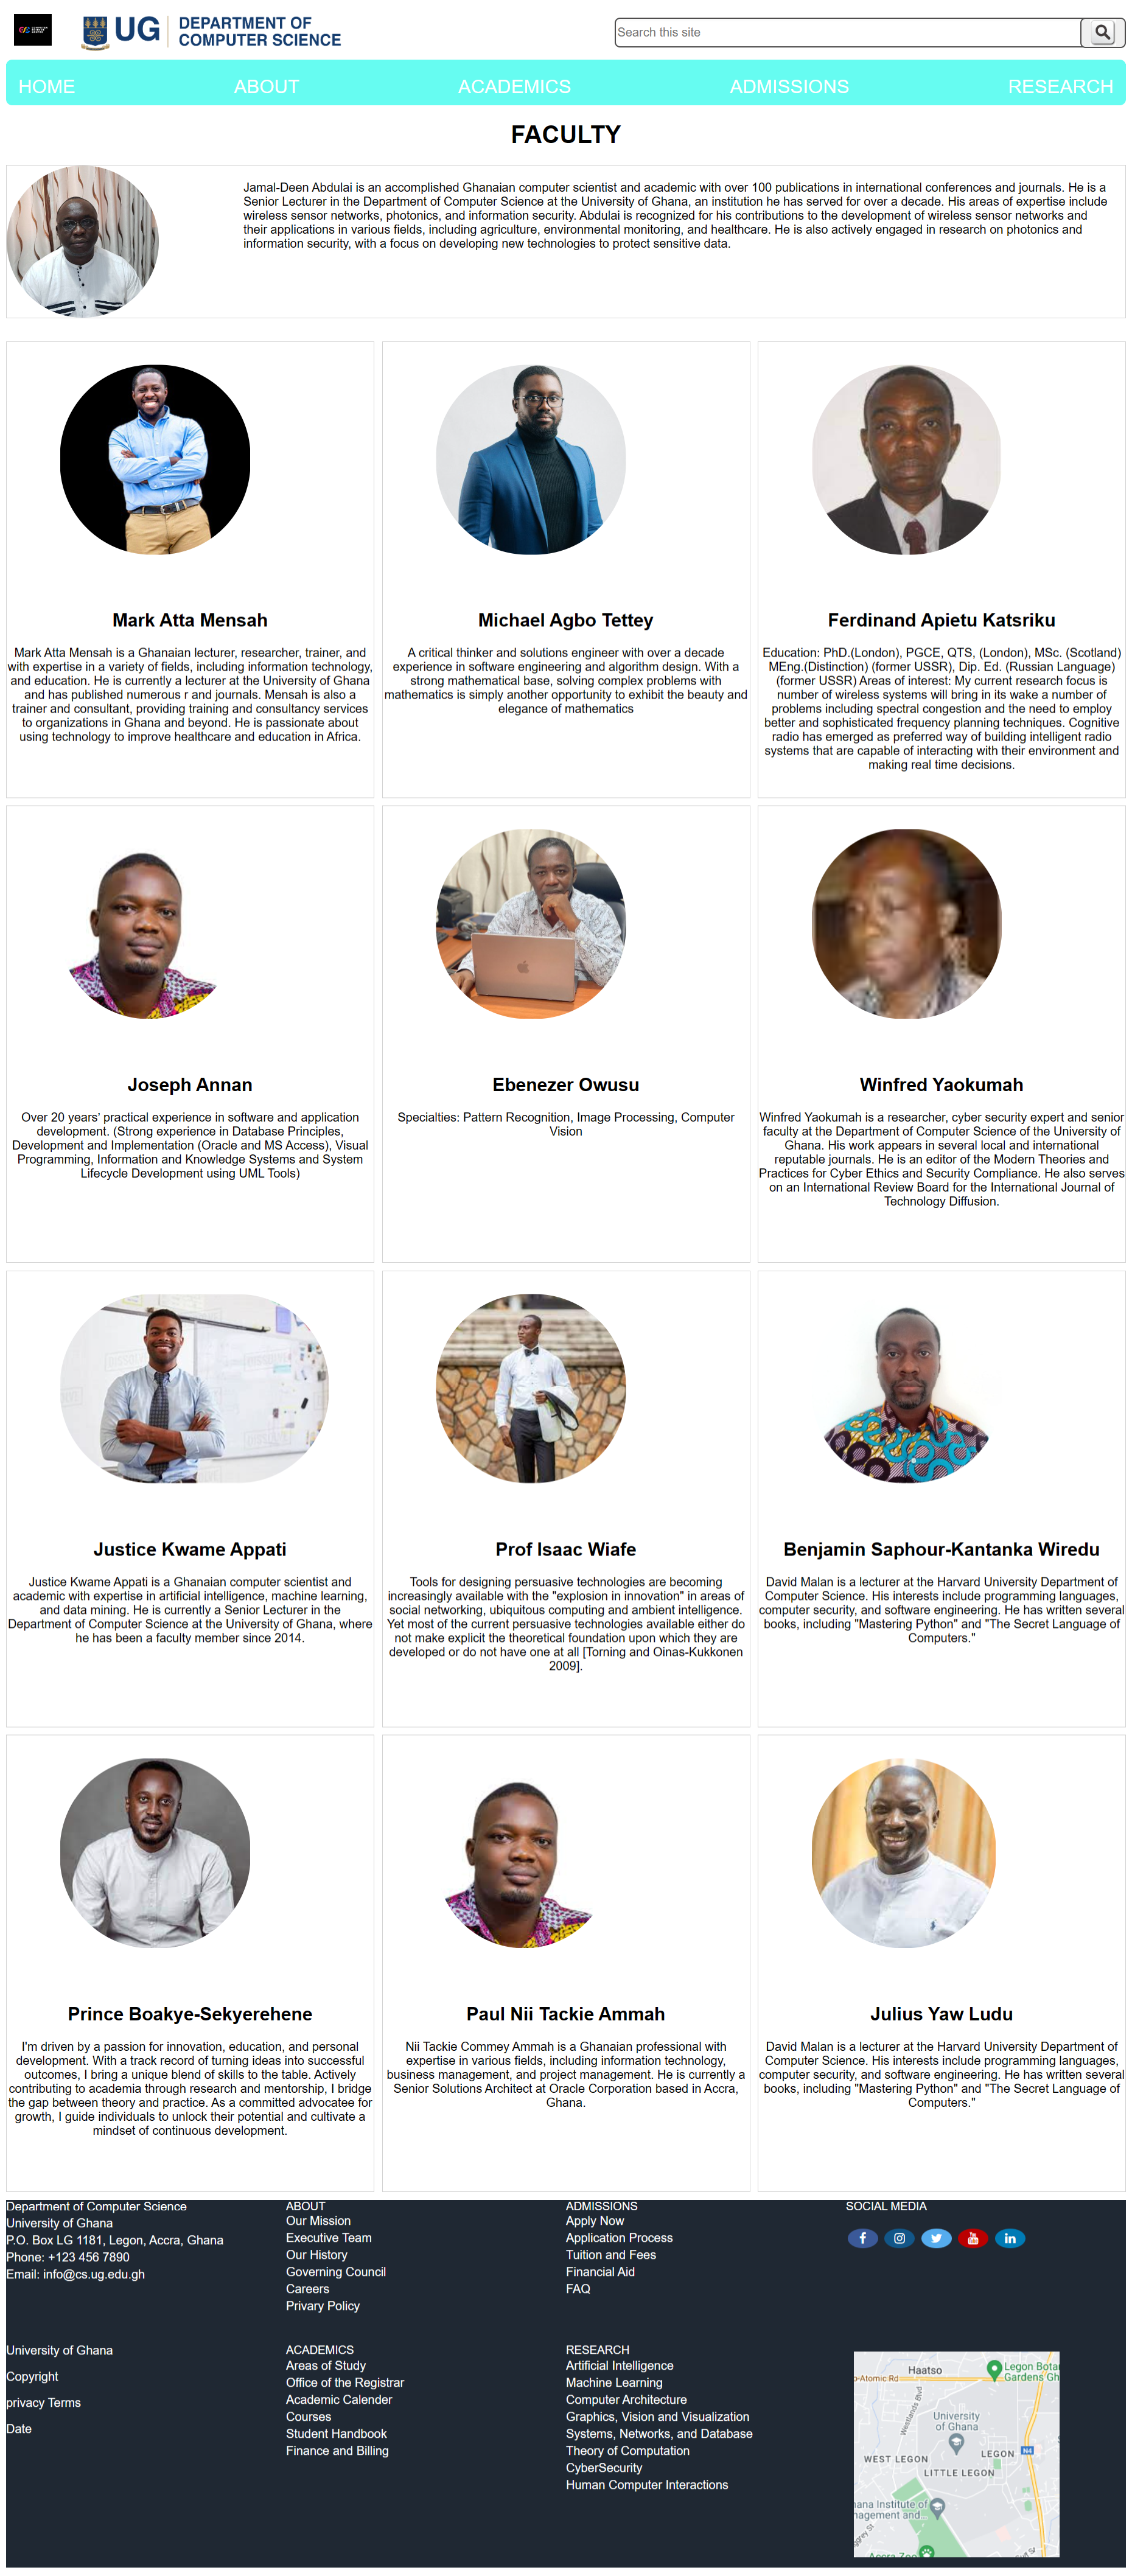 UG DEPARTMENT OF
COMPUTER SCIENCE
Search this site
HOME ABOUT ACADEMICS ADMISSIONS RESEARCH
FACULTY
Jamal-Deen Abdulai is an accomplished Ghanaian computer scientist and academic with over 100 publications in international conferences and journals. He is a
Senior Lecturer in the Department of Computer Science at the University of Ghana, an institution he has served for over a decade. His areas of expertise include
wireless sensor networks, photonics, and information security. Abdulai is recognized for his contributions to the development of wireless sensor networks and
their applications in various fields, including agriculture, environmental monitoring, and healthcare. He is also actively engaged in research on photonics and
information security, with a focus on developing new technologies to protect sensitive data.
Mark Atta Mensah
Mark Atta Mensah is a Ghanaian lecturer, researcher, trainer, and
with expertise in a variety of fields, including information technology,
and education. He is currently a lecturer at the University of Ghana
and has published numerous r and journals. Mensah is also a
trainer and consultant, providing training and consultancy services
to organizations in Ghana and beyond. He is passionate about
using technology to improve healthcare and education in Africa.
Michael Agbo Tettey
A critical thinker and solutions engineer with over a decade
experience in software engineering and algorithm design. With a
strong mathematical base, solving complex problems with
mathematics is simply another opportunity to exhibit the beauty and
elegance of mathematics
Ferdinand Apietu Katsriku
Education: PhD.(London), PGCE, QTS, (London), MSc. (Scotland)
MEng.(Distinction) (former USSR), Dip. Ed. (Russian Language)
(former USSR) Areas of interest: My current research focus is
number of wireless systems will bring in its wake a number of
problems including spectral congestion and the need to employ
better and sophisticated frequency planning techniques. Cognitive
radio has emerged as preferred way of building intelligent radio
systems that are capable of interacting with their environment and
making real time decisions.
Joseph Annan
Over 20 years' practical experience in software and application
development. (Strong experience in Database Principles,
Development and Implementation (Oracle and MS Access), Visual
Programming, Information and Knowledge Systems and System
Lifecycle Development using UML Tools)
Ebenezer Owusu
Specialties: Pattern Recognition, Image Processing, Computer
Vision
Winfred Yaokumah
Winfred Yaokumah is a researcher, cyber security expert and senior
faculty at the Department of Computer Science of the University of
Ghana. His work appears in several local and international
reputable journals. He is an editor of the Modern Theories and
Practices for Cyber Ethics and Security Compliance. He also serves
on an International Review Board for the International Journal of
Technology Diffusion.
Justice Kwame Appati
Justice Kwame Appati is a Ghanaian computer scientist and
academic with expertise in artificial intelligence, machine learning,
and data mining. He is currently a Senior Lecturer in the
Department of Computer Science at the University of Ghana, where
he has been a faculty member since 2014.
Prof Isaac Wiafe
Tools for designing persuasive technologies are becoming
increasingly available with the "explosion in innovation" in areas of
social networking, ubiquitous computing and ambient intelligence.
Yet most of the current persuasive technologies available either do
not make explicit the theoretical foundation upon which they are
developed or do not have one at all [Torning and Oinas-Kukkonen
2009].
Benjamin Saphour-Kantanka Wiredu
David Malan is a lecturer at the Harvard University Department of
Computer Science. His interests include programming languages,
computer security, and software engineering. He has written several
books, including "Mastering Python" and "The Secret Language of
Computers."
Prince Boakye-Sekyerehene
I'm driven by a passion for innovation, education, and personal
development. With a track record of turning ideas into successful
outcomes, I bring a unique blend of skills to the table. Actively
contributing to academia through research and mentorship, I bridge
the gap between theory and practice. As a committed advocatee for
growth, I guide individuals to unlock their potential and cultivate a
mindset of continuous development.
Paul Nii Tackie Ammah
Nii Tackie Commey Ammah is a Ghanaian professional with
expertise in various fields, including information technology,
business management, and project management. He is currently a
Senior Solutions Architect at Oracle Corporation based in Accra,
Ghana.
Julius Yaw Ludu
David Malan is a lecturer at the Harvard University Department of
Computer Science. His interests include programming languages,
computer security, and software engineering. He has written several
books, including "Mastering Python" and "The Secret Language of
Computers."
Department of Computer Science
University of Ghana
P.O. Box LG 1181, Legon, Accra, Ghana
Phone: +123 456 7890
Email: info@cs.ug.edu.gh
ABOUT
Our Mission
Executive Team
Our History
Governing Council
Careers
Privary Policy
ADMISSIONS
Apply Now
Application Process
Tuition and Fees
Financial Aid
FAQ
SOCIAL MEDIA
University of Ghana
Copyright
privacy Terms
Date
ACADEMICS
Areas of Study
Office of the Registrar
Academic Calender
Courses
Student Handbook
Finance and Billing
RESEARCH
Artificial Intelligence
Machine Learning
Computer Architecture
Graphics, Vision and Visualization
Systems, Networks, and Database
Theory of Computation
CyberSecurity
Human Computer Interactions
Haatso
Legon Bota
Gardens Gh
o-Atomic Rd
Westlands Blvd
University
of Ghana
N4
WEST LEGON
LEGON
LITTLE LEGON
ana Institute of
nagement and...
Accra Zoo